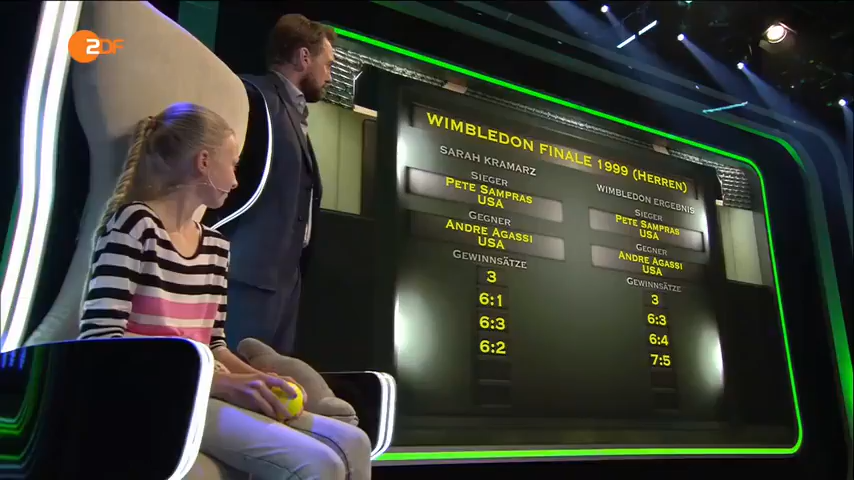 2ZDF
WIMBLEDON FINALE 1999 (HERREN)
SARAH KRAMARZ
SIEGER
PETE SAMPRAS
USA
GEGNER
ANDRE AGASSI
USA
GEWINNSÄTZE
3
6:1
6:3
6:2
WIMBLEDON ERGEBNIS
SIEGER
PETE SAMPRAS
USA
GEGNER
ANDRE AGASSI
USA
GEWINNSÄTZE
3
6:3
6:4
7:5